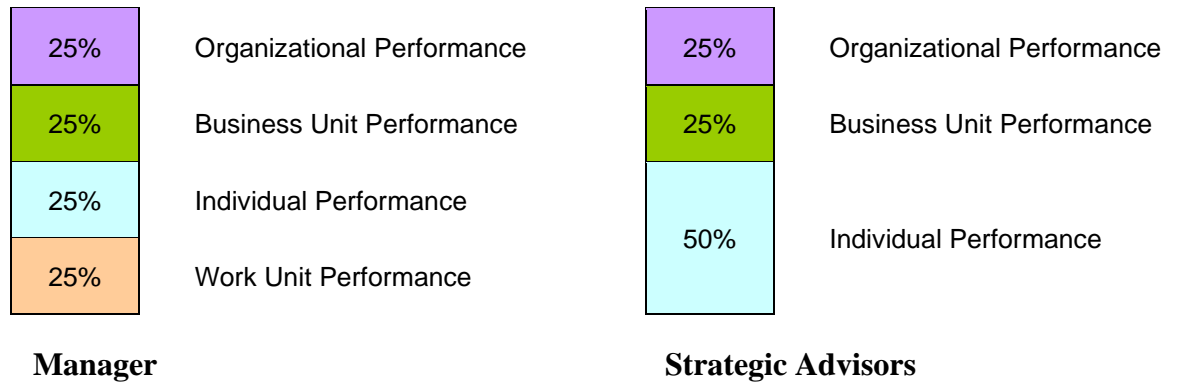 25% Organizational Performance
25% Business Unit Performance
25% Individual Performance
25% Work Unit Performance
Manager
25% Organizational Performance
25% Business Unit Performance
50% Individual Performance
Strategic Advisors